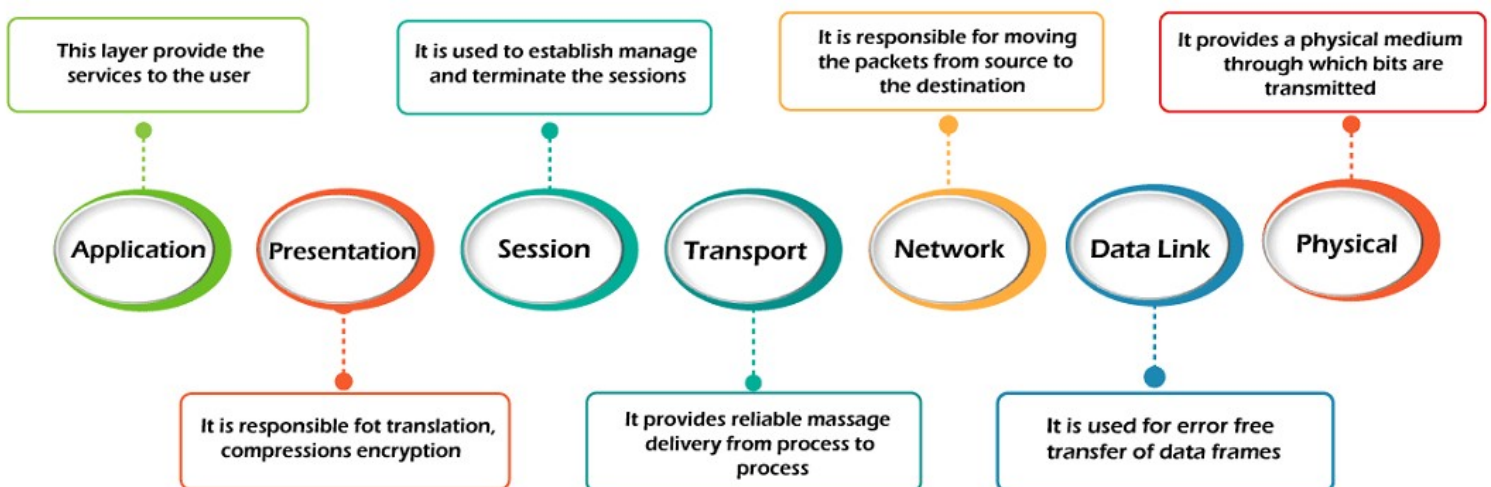 This layer provide the
services to the user
It is used to establish manage
and terminate the sessions
It is responsible for moving
the packets from source to
the destination
It provides a physical medium
through which bits are
transmitted
Application
Presentation
Session
Transport
Network
Data Link
Physical
It is responsible fot translation,
compressions encryption
It provides reliable massage
delivery from process to
process
It is used for error free
transfer of data frames